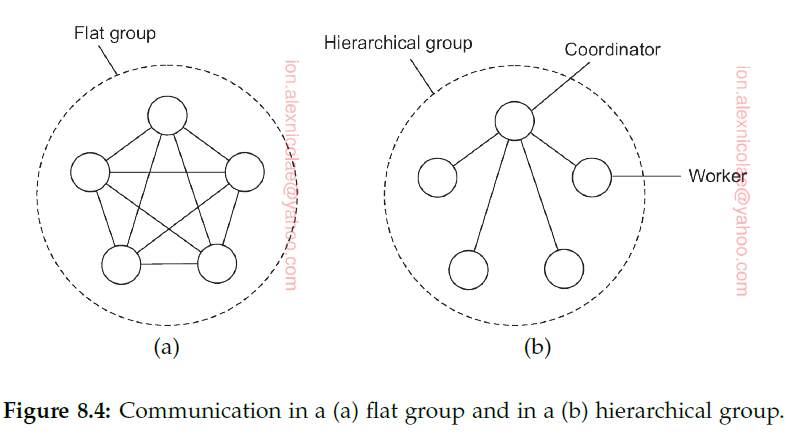 Flat group
Hierarchical group
Coordinator
Worker
ion.alexnicolae@yahoo.com
ion.alexnicolae@yahoo.com
(a)
(b)
Figure 8.4: Communication in a (a) flat group and in a (b) hierarchical group.